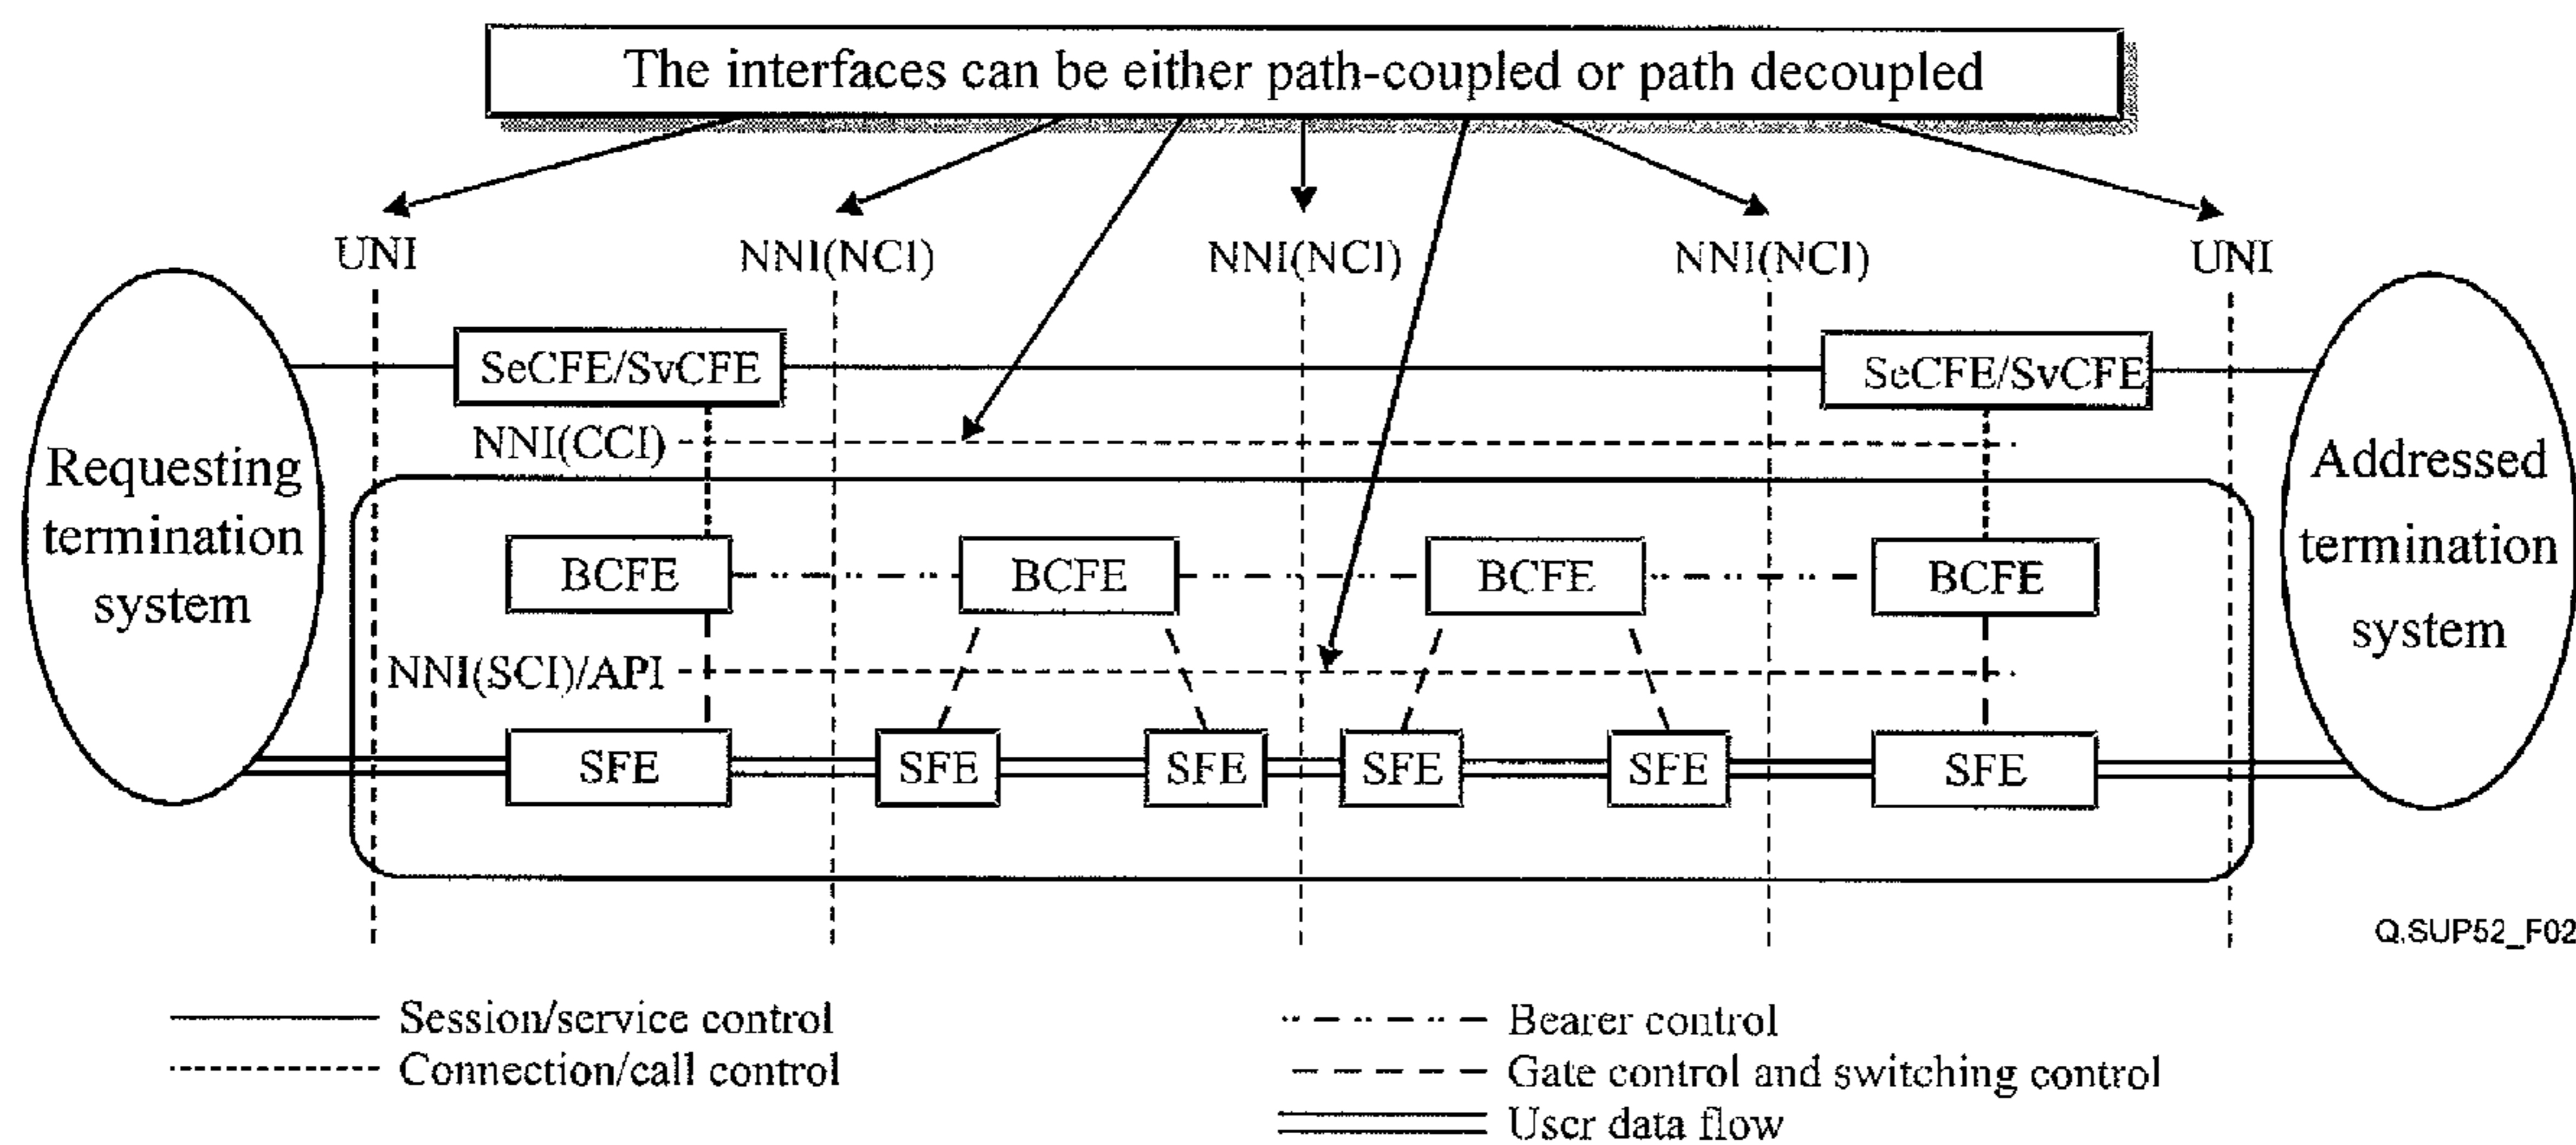 The interfaces can be either path-coupled or path decoupled
UNI
NNI(NCI)
NNI(NCI)
NNI(NCI)
UNI
SeCFE/SvCFE
SeCFE/SvCFE
NNI(CCI)
Requesting
termination
system
Addressed
termination
system
BCFE
BCFE
BCFE
BCFE
NNI(SCI)/API
SFE
SFE
SFE
SFE
SFE
SFE
Q.SUP52_F02
Session/service control
Connection/call control
Bearer control
Gate control and switching control
User data flow